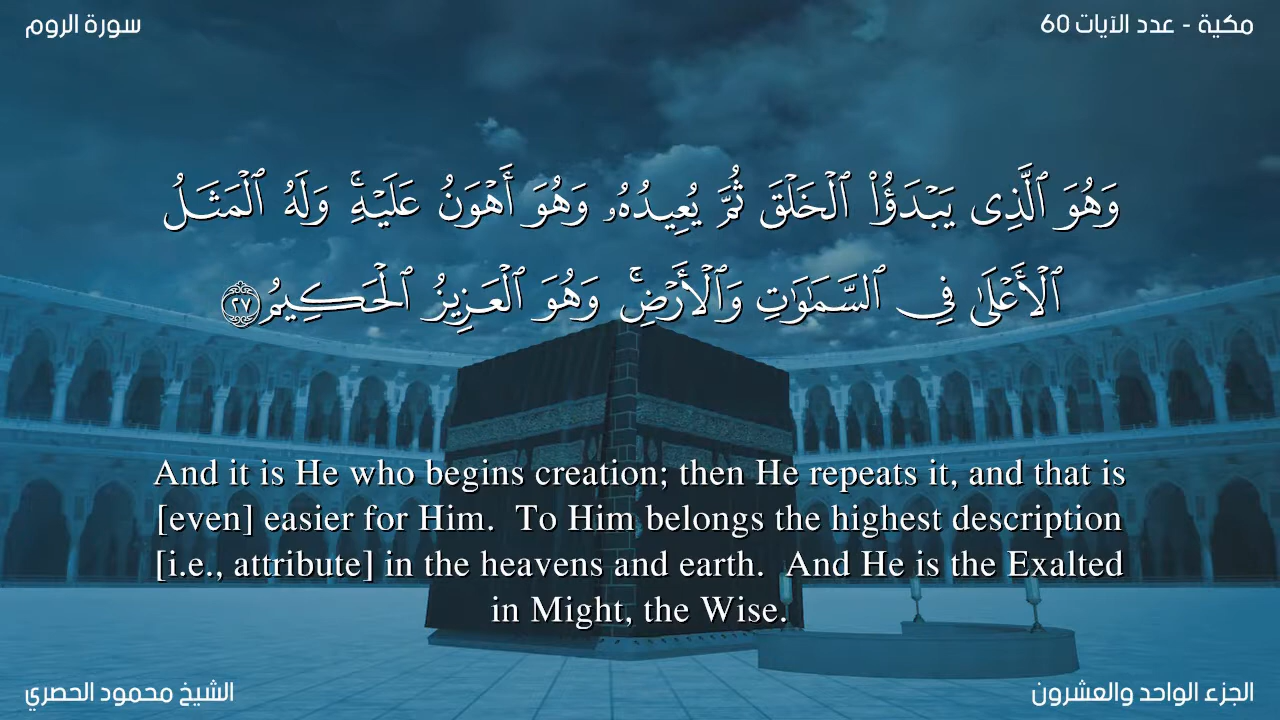 مكية - عدد الآيات 60
سورة الروم
وَهُوَ ٱلَّذِى يَبْدَؤُا۟ ٱلْخَلْقَ ثُمَّ يُعِيدُهُۥ وَهُوَ أَهْوَنُ عَلَيْهِ ۚ وَلَهُ ٱلْمَثَلُ
ٱلْأَعْلَىٰ فِى ٱلسَّمَـٰوَٰتِ وَٱلْأَرْضِ ۚ وَهُوَ ٱلْعَزِيزُ ٱلْحَكِيمُ ٢٧
And it is He who begins creation; then He repeats it, and that is
[even] easier for Him.  To Him belongs the highest description
[i.e., attribute] in the heavens and earth.  And He is the Exalted
in Might, the Wise.
الجزء الواحد والعشرون
الشيخ محمود الحصري